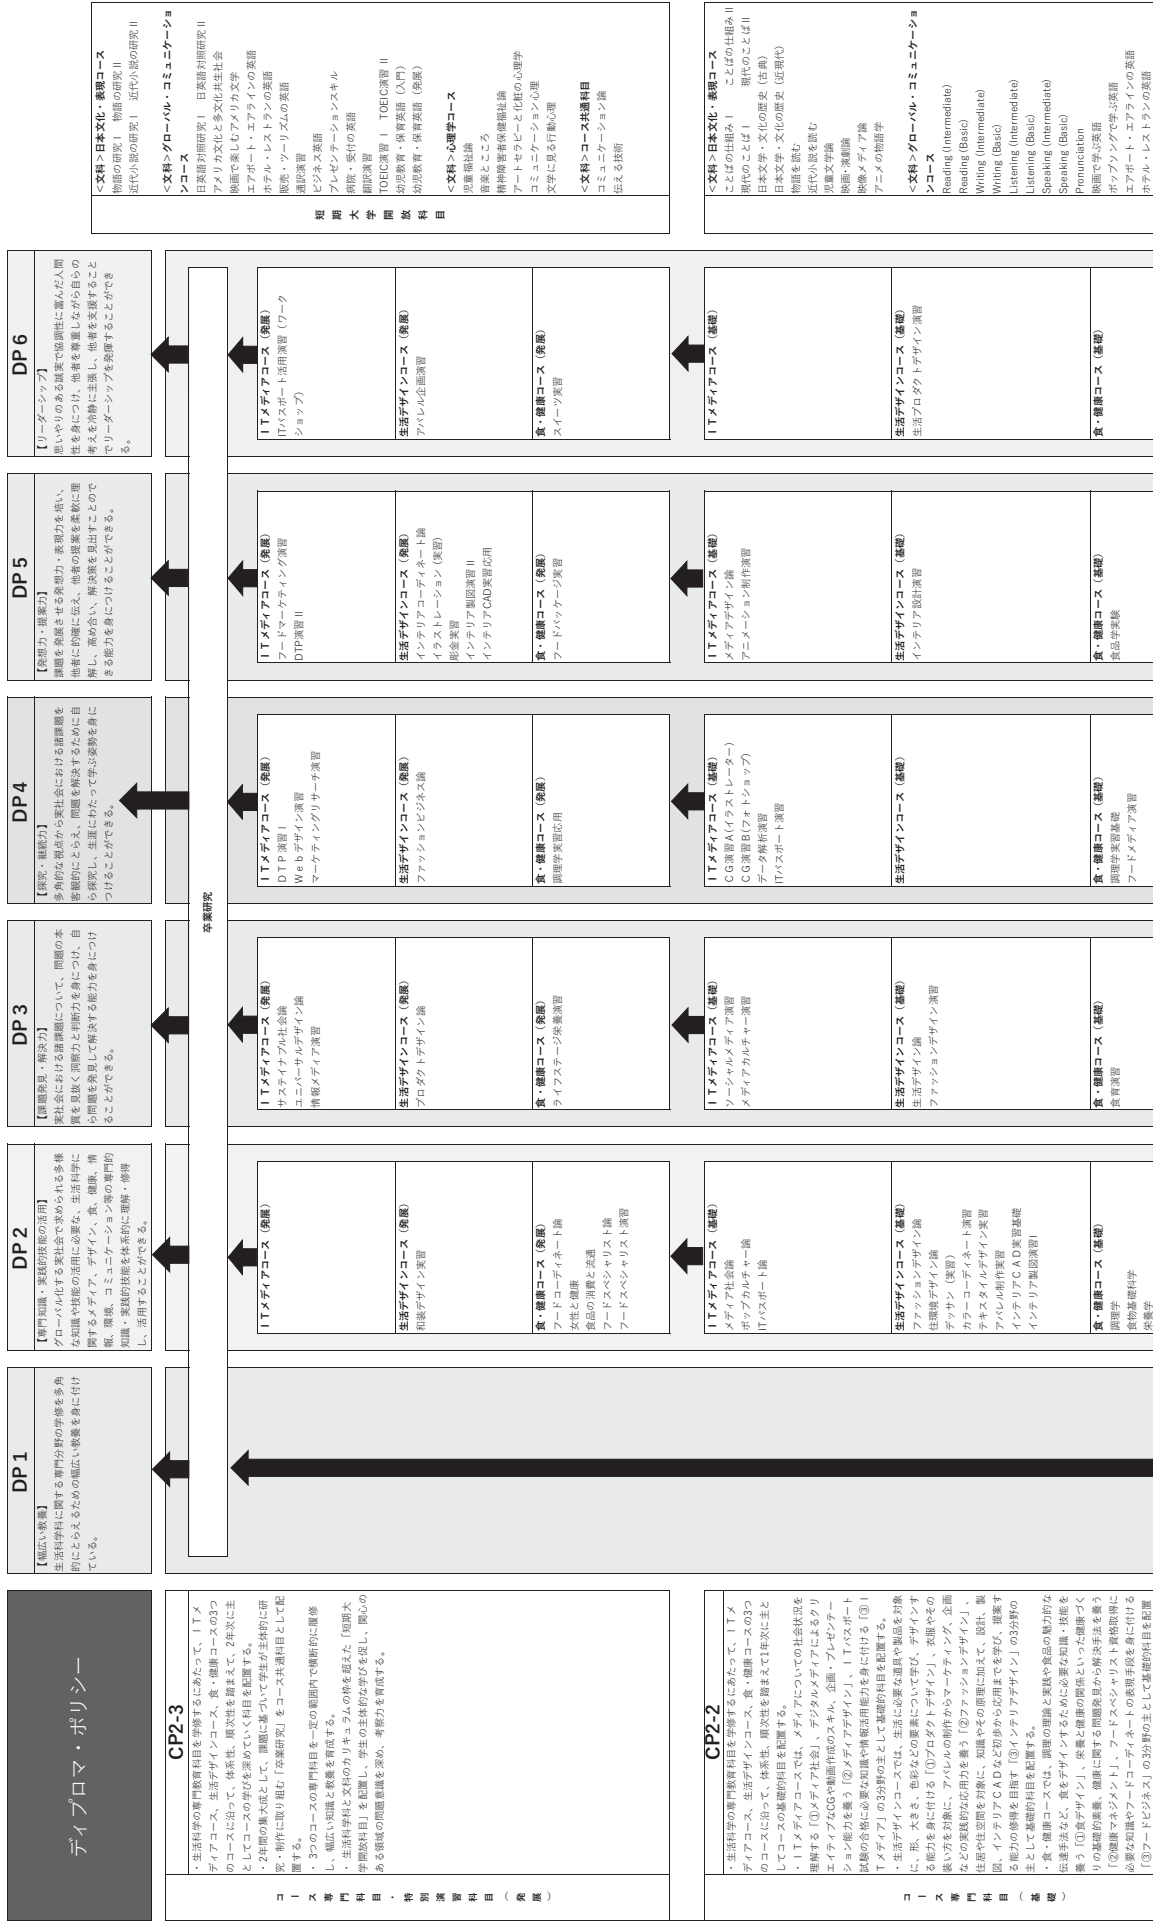 ディプロマ・ポリシー
DP 1
【幅広い教養】
生活科学科に関する専門分野の学修を多角
的にとらえるための幅広い教養を身に付け
ている。
DP 2
【専門知識・実践的技能の活用】
グローバル化する実社会で求められる多様
な知識や技能の活用に必要な、生活科学に
関するメディア、デザイン、食、健康、情
報、環境、コミュニケーション等の専門的
知識・実践的技能を体系的に理解・修得
し、活用することができる。
DP 3
【課題発見・解決力】
実社会における諸課題について、問題の本
質を見抜く洞察力と判断力を身につけ、自
ら問題を発見して解決する能力を身につけ
ることができる。
DP4
【探究・継続力】
多角的な視点から実社会における諸課題を
客観的にとらえ、問題を解決するために自
ら探究し、生涯にわたって学ぶ姿勢を身に
つけることができる。
DP 5
【発想力・提案力】
課題を発展させる発想力・表現力を培い、
他者に的確に伝え、他者の提案を柔軟に理
解し、高め合い、解決策を見出すことので
きる能力を身につけることができる。
DP 6
【リーダーシップ】
思いやりのある誠実で協調性に富んだ人間
性を身につけ、他者を尊重しながら自らの
考えを冷静に主張し、他者を支援すること
でリーダーシップを発揮することができ
る。
コース専門科目・特別演習科目(発展)
CP2-3
・生活科学の専門教育科目を学修するにあたって、ＩＴメ
ディアコース、生活デザインコース、食・健康コースの3つ
のコースに沿って、体系性、順次性を踏まえて、2年次に主
としてコースの学びを深めていく科目を配置する。
・2年間の集大成として、課題に基づいて学生が主体的に研
究・制作に取り組む「卒業研究」をコース共通科目として配
置する。
・3つのコースの専門科目を一定の範囲内で横断的に履修
し、幅広い知識と教養を育成する。
・生活科学科と文科のカリキュラムの枠を超えた「短期大
学開放科目」を配置し、学生の主体的な学びを促し、関心の
ある領域の問題意識を深め、考察力を育成する。
卒業研究
ＩＴメディアコース（発展）
生活デザインコース（発展）
和装デザイン実習
食・健康コース（発展）
フードコーディネート論
女性と健康
食品の消費と流通
フードスペシャリスト論
フードスペシャリスト演習
ＩＴメディアコース（発展）
サステイナブル社会論
ユニバーサルデザイン論
情報メディア演習
生活デザインコース（発展）
プロダクトデザイン論
食・健康コース（発展）
ライフステージ栄養演習
ＩＴメディアコース（発展）
ＤＴＰ演習Ⅰ
Ｗｅｂデザイン演習
マーケティングリサーチ演習
生活デザインコース（発展）
ファッションビジネス論
食・健康コース（発展）
調理学実習応用
ＩＴメディアコース（発展）
フードマーケティング演習
DTP演習Ⅱ
生活デザインコース（発展）
インテリアコーディネート論
イラストレーション（実習）
彫金実習
インテリア製図演習Ⅱ
インテリアCAD実習応用
食・健康コース（発展）
フードパッケージ実習
ＩＴメディアコース（発展）
ITパスポート活用演習（ワーク
ショップ）
生活デザインコース（発展）
アパレル企画演習
食・健康コース（発展）
スイーツ実習
短期大学開放科目
＜文科＞日本文化・表現コース
物語の研究Ⅰ　物語の研究Ⅱ
近代小説の研究Ⅰ　近代小説の研究Ⅱ
＜文科＞グローバル・コミュニケーショ
ンコース
日英語対照研究Ⅰ　日英語対照研究Ⅱ
アメリカ文化と多文化共生社会
映画で楽しむアメリカ文学
エアポート・エアラインの英語
ホテル・レストランの英語
販売・ツーリズムの英語
通訳演習
ビジネス英語
プレゼンテーションスキル
病院・受付の英語
翻訳演習
TOEIC演習Ⅰ　TOEIC演習Ⅱ
幼児教育・保育英語（入門）
幼児教育・保育英語（発展）
＜文科＞心理学コース
児童福祉論
音楽とこころ
精神障害者保健福祉論
アートセラピーと化粧の心理学
コミュニケーション心理
文学に見る行動心理
＜文科＞コース共通科目
コミュニケーション論
伝える技術
コース専門科目(基礎)
CP2-2
・生活科学の専門教育科目を学修するにあたって、ＩＴメ
ディアコース、生活デザインコース、食・健康コースの3つ
のコースに沿って、体系性、順次性を踏まえて1年次に主と
してコースの基礎的科目を配置する。
・ＩＴメディアコースでは、メディアについての社会状況を
理解する「①メディア社会」、デジタルメディアによるクリ
エイティブなCGや動画作成のスキル、企画・プレゼンテー
ション能力を養う「②メディアデザイン」、ＩＴパスポート
試験の合格に必要な知識や情報活用能力を身に付ける「③Ｉ
Ｔメディア」の3分野の主として基礎的科目を配置する。
・生活デザインコースでは、生活に必要な道具や製品を対象
に、形、大きさ、色彩などの要素について学び、デザインす
る能力を身に付ける「①プロダクトデザイン」、衣服やその
装い方を対象に、アパレルの制作からマーケティング、企画
などの実践的な応用力を養う「②ファッションデザイン」、
住居や住空間を対象に、知識やその原理に加えて、設計、製
図、インテリアＣＡＤなど初歩から応用までを学び、提案す
る能力の修得を目指す「③インテリアデザイン」の3分野の
主として基礎的科目を配置する。
・食・健康コースでは、調理の理論と実践や食品の魅力的な
伝達手法など、食をデザインするために必要な知識・技能を
養う「①食デザイン」、栄養と健康の関係といった健康づく
りの基礎的素養、健康に関する問題発見から解決手法を養う
「②健康マネジメント」、フードスペシャリスト資格取得に
必要な知識やフードコーディネートの表現手段を身に付ける
「③フードビジネス」の3分野の主として基礎的科目を配置
ＩＴメディアコース（基礎）
メディア社会論
ポップカルチャー論
ITパスポート論
生活デザインコース（基礎）
ファッションデザイン論
住環境デザイン論
デッサン（実習）
カラーコーディネート演習
テキスタイルデザイン実習
アパレル制作実習
インテリアＣＡＤ実習基礎
インテリア製図演習Ⅰ
食・健康コース（基礎）
調理学
食物基礎科学
栄養学
ＩＴメディアコース（基礎）
ソーシャルメディア演習
メディアカルチャー演習
生活デザインコース（基礎）
生活デザイン論
ファッションデザイン演習
食・健康コース（基礎）
食育演習
ＩＴメディアコース（基礎）
ＣＧ演習Ａ(イラストレーター)
ＣＧ演習Ｂ(フォトショップ)
データ解析演習
ITパスポート演習
生活デザインコース（基礎）
食・健康コース（基礎）
調理学実習基礎
フードメディア演習
ＩＴメディアコース（基礎）
メディアデザイン論
アニメーション制作演習
生活デザインコース（基礎）
インテリア設計演習
食・健康コース（基礎）
食品学実験
ＩＴメディアコース（基礎）
生活デザインコース（基礎）
生活プロダクトデザイン演習
食・健康コース（基礎）
＜文科＞日本文化・表現コース
ことばの仕組みⅠ　ことばの仕組みⅡ
現代のことばⅠ　現代のことばⅡ
日本文学・文化の歴史（古典）
日本文学・文化の歴史（近現代）
物語を読む
近代小説を読む
児童文学論
映画・演劇論
映像メディア論
アニメの物語学
＜文科＞グローバル・コミュニケーショ
ンコース
Reading (Intermediate)
Reading (Basic)
Writing (Intermediate)
Writing (Basic)
Listening (Intermediate)
Listening (Basic)
Speaking (Intermediate)
Speaking (Basic)
Pronunciation
映画で学ぶ英語
ポップソングで学ぶ英語
エアポート・エアラインの英語
ホテル・レストランの英語